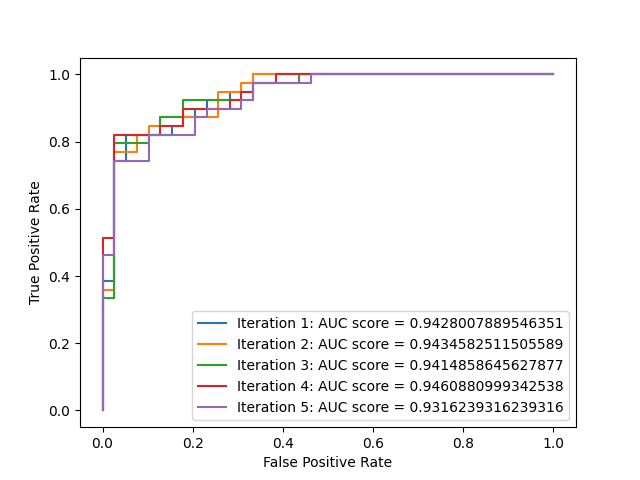 1.0
0.8
0.6
0.4
0.2
0.0
True Positive Rate
Iteration 1: AUC score = 0.9428007889546351
Iteration 2: AUC score = 0.9434582511505589
Iteration 3: AUC score = 0.9414858645627877
Iteration 4: AUC score = 0.9460880999342538
Iteration 5: AUC score = 0.9316239316239316
0.0 0.2 0.4 0.6 0.8 1.0
False Positive Rate